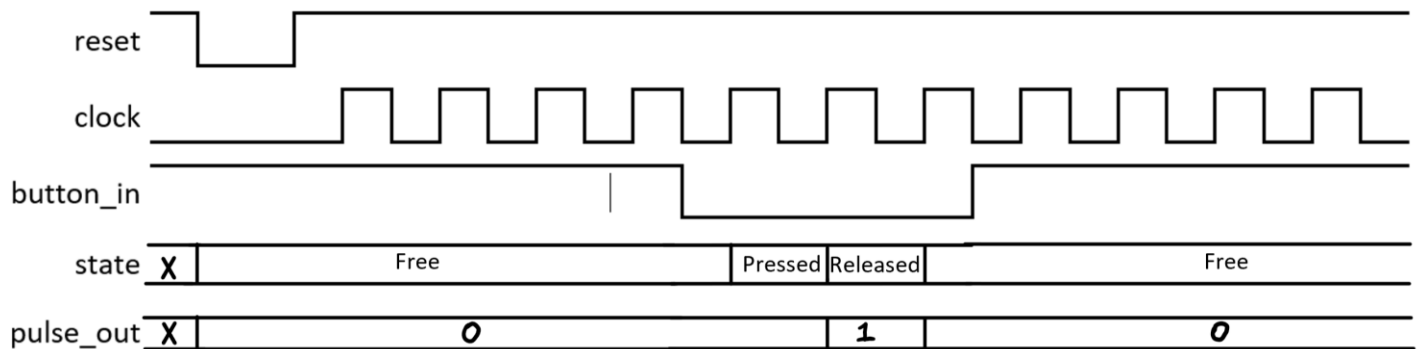 reset
clock
button_in
state X Free Pressed Released Free
pulse_out X 0 1 0